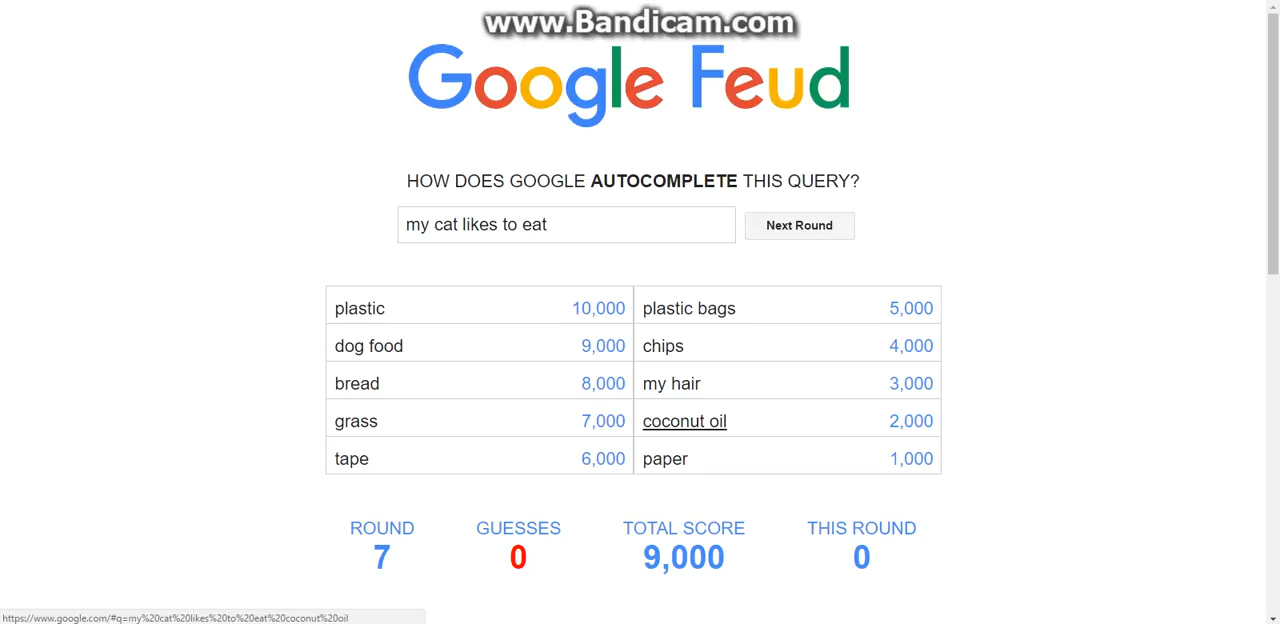 www.Bandicam.com
Google Feud
HOW DOES GOOGLE AUTOCOMPLETE THIS QUERY?
my cat likes to eat Next Round
plastic 10,000 plastic bags 5,000
dog food 9,000 chips 4,000
bread 8,000 my hair 3,000
grass 7,000 coconut oil 2,000
tape 6,000 paper 1,000
ROUND GUESSES TOTAL SCORE THIS ROUND
7 0 9,000 0
https://www.google.com/#q=my%20cat%20likes%20to%20eat%20coconut%20oil